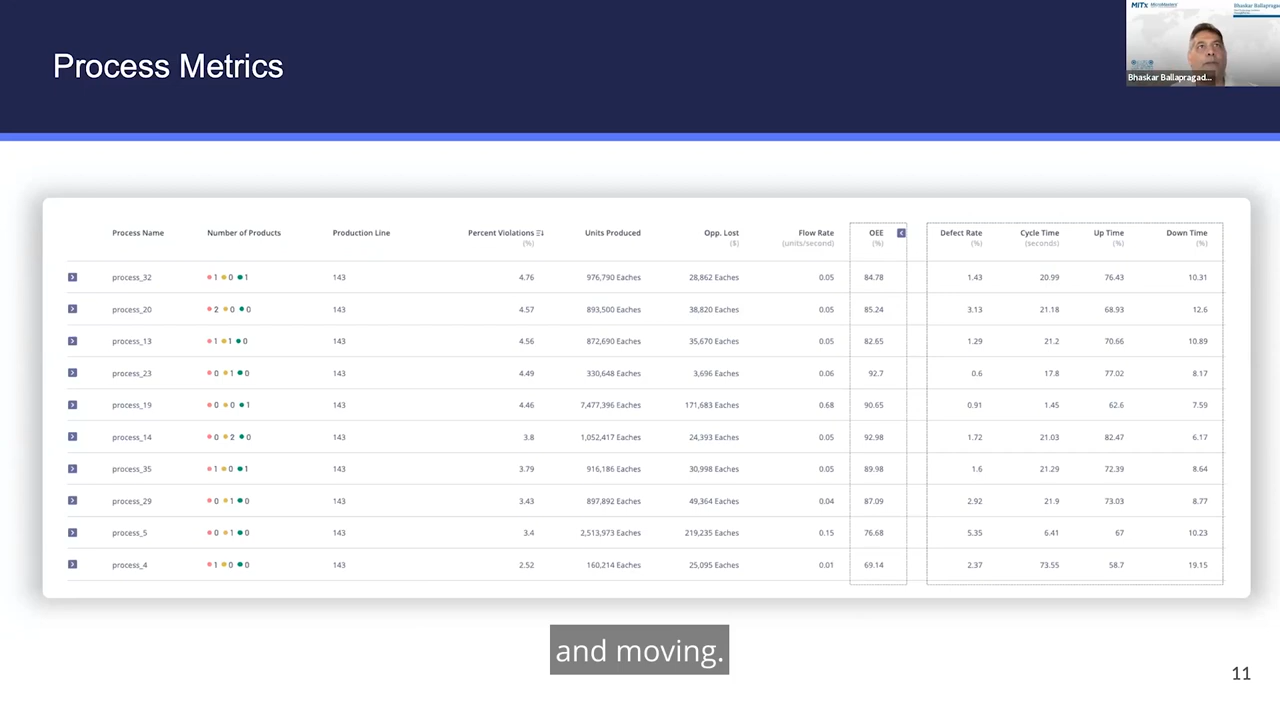 MITx MicroMasters
Bhaskar Ballaprag
Bhaskar Ballapragad...
Process Metrics
Process Name Number of Products Production Line Percent Violations Units Produced Opp. Lost Flow Rate OEE Defect Rate Cycle Time Up Time Down Time
(%) ($) (units/second) (%) (%) (seconds) (%) (%)
process_32 1 0 1 143 4.76 976,790 Eaches 28,862 Eaches 0.05 84.78 1.43 20.99 76.43 10.31
process_20 2 0 0 143 4.57 893,500 Eaches 38,820 Eaches 0.05 85.24 3.13 21.18 68.93 12.6
process_13 1 1 0 143 4.56 872,690 Eaches 35,670 Eaches 0.05 82.65 1.29 21.2 70.66 10.89
process_23 0 1 0 143 4.49 330,648 Eaches 3,696 Eaches 0.06 92.7 0.6 17.8 77.02 8.17
process_19 0 0 1 143 4.46 7,477,396 Eaches 171,683 Eaches 0.68 90.65 0.91 1.45 62.6 7.59
process_14 0 2 0 143 3.8 1,052,417 Eaches 24,393 Eaches 0.05 92.98 1.72 21.03 82.47 6.17
process_35 1 0 1 143 3.79 916,186 Eaches 30,998 Eaches 0.05 89.98 1.6 21.29 72.39 8.64
process_29 0 1 0 143 3.43 897,892 Eaches 49,364 Eaches 0.04 87.09 2.92 21.9 73.03 8.77
process_5 0 1 0 143 3.4 2,513,973 Eaches 219,235 Eaches 0.15 76.68 5.35 6.41 67 10.23
process_4 1 0 0 143 2.52 160,214 Eaches 25,095 Eaches 0.01 69.14 2.37 73.55 58.7 19.15
and moving.
11